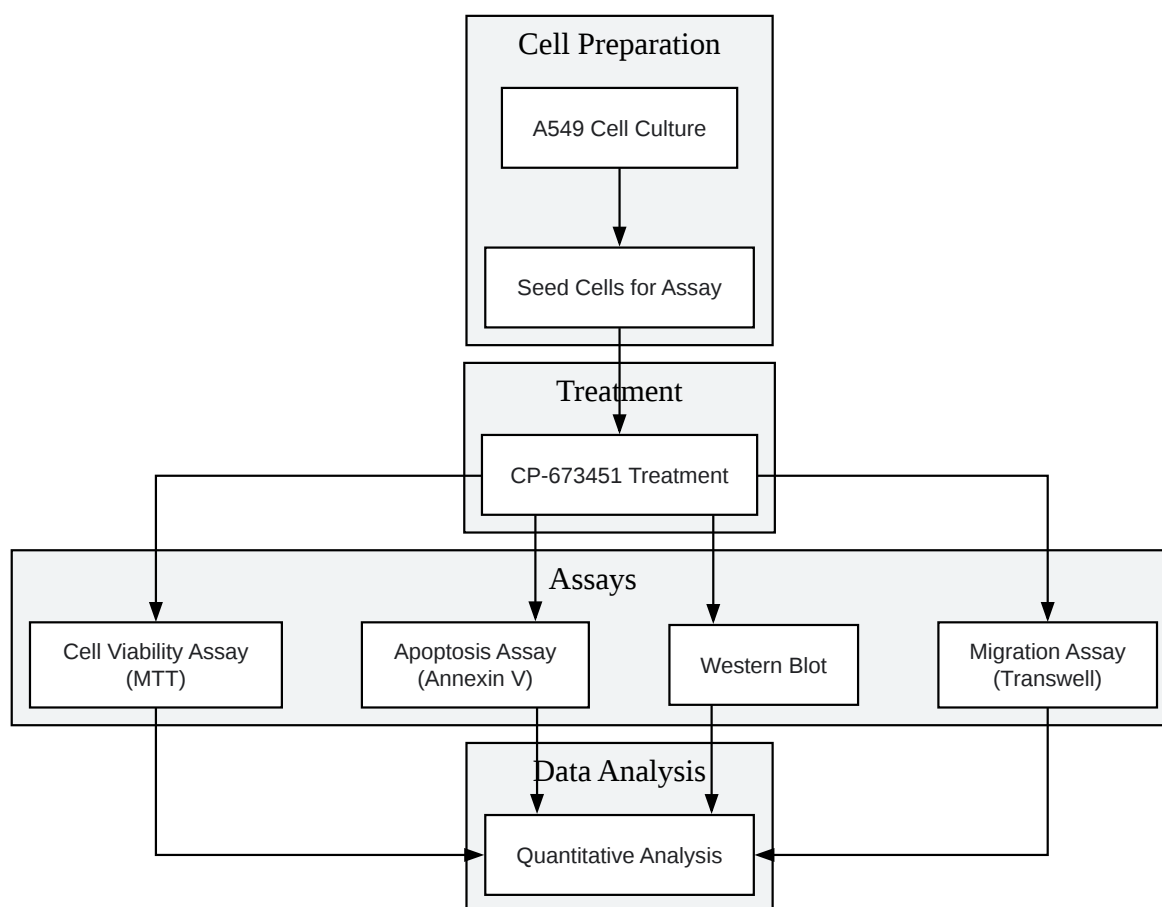 Cell Preparation
A549 Cell Culture
Seed Cells for Assay
Treatment
CP-673451 Treatment
Assays
Cell Viability Assay
(MTT)
Apoptosis Assay
(Annexin V)
Western Blot
Migration Assay
(Transwell)
Data Analysis
Quantitative Analysis